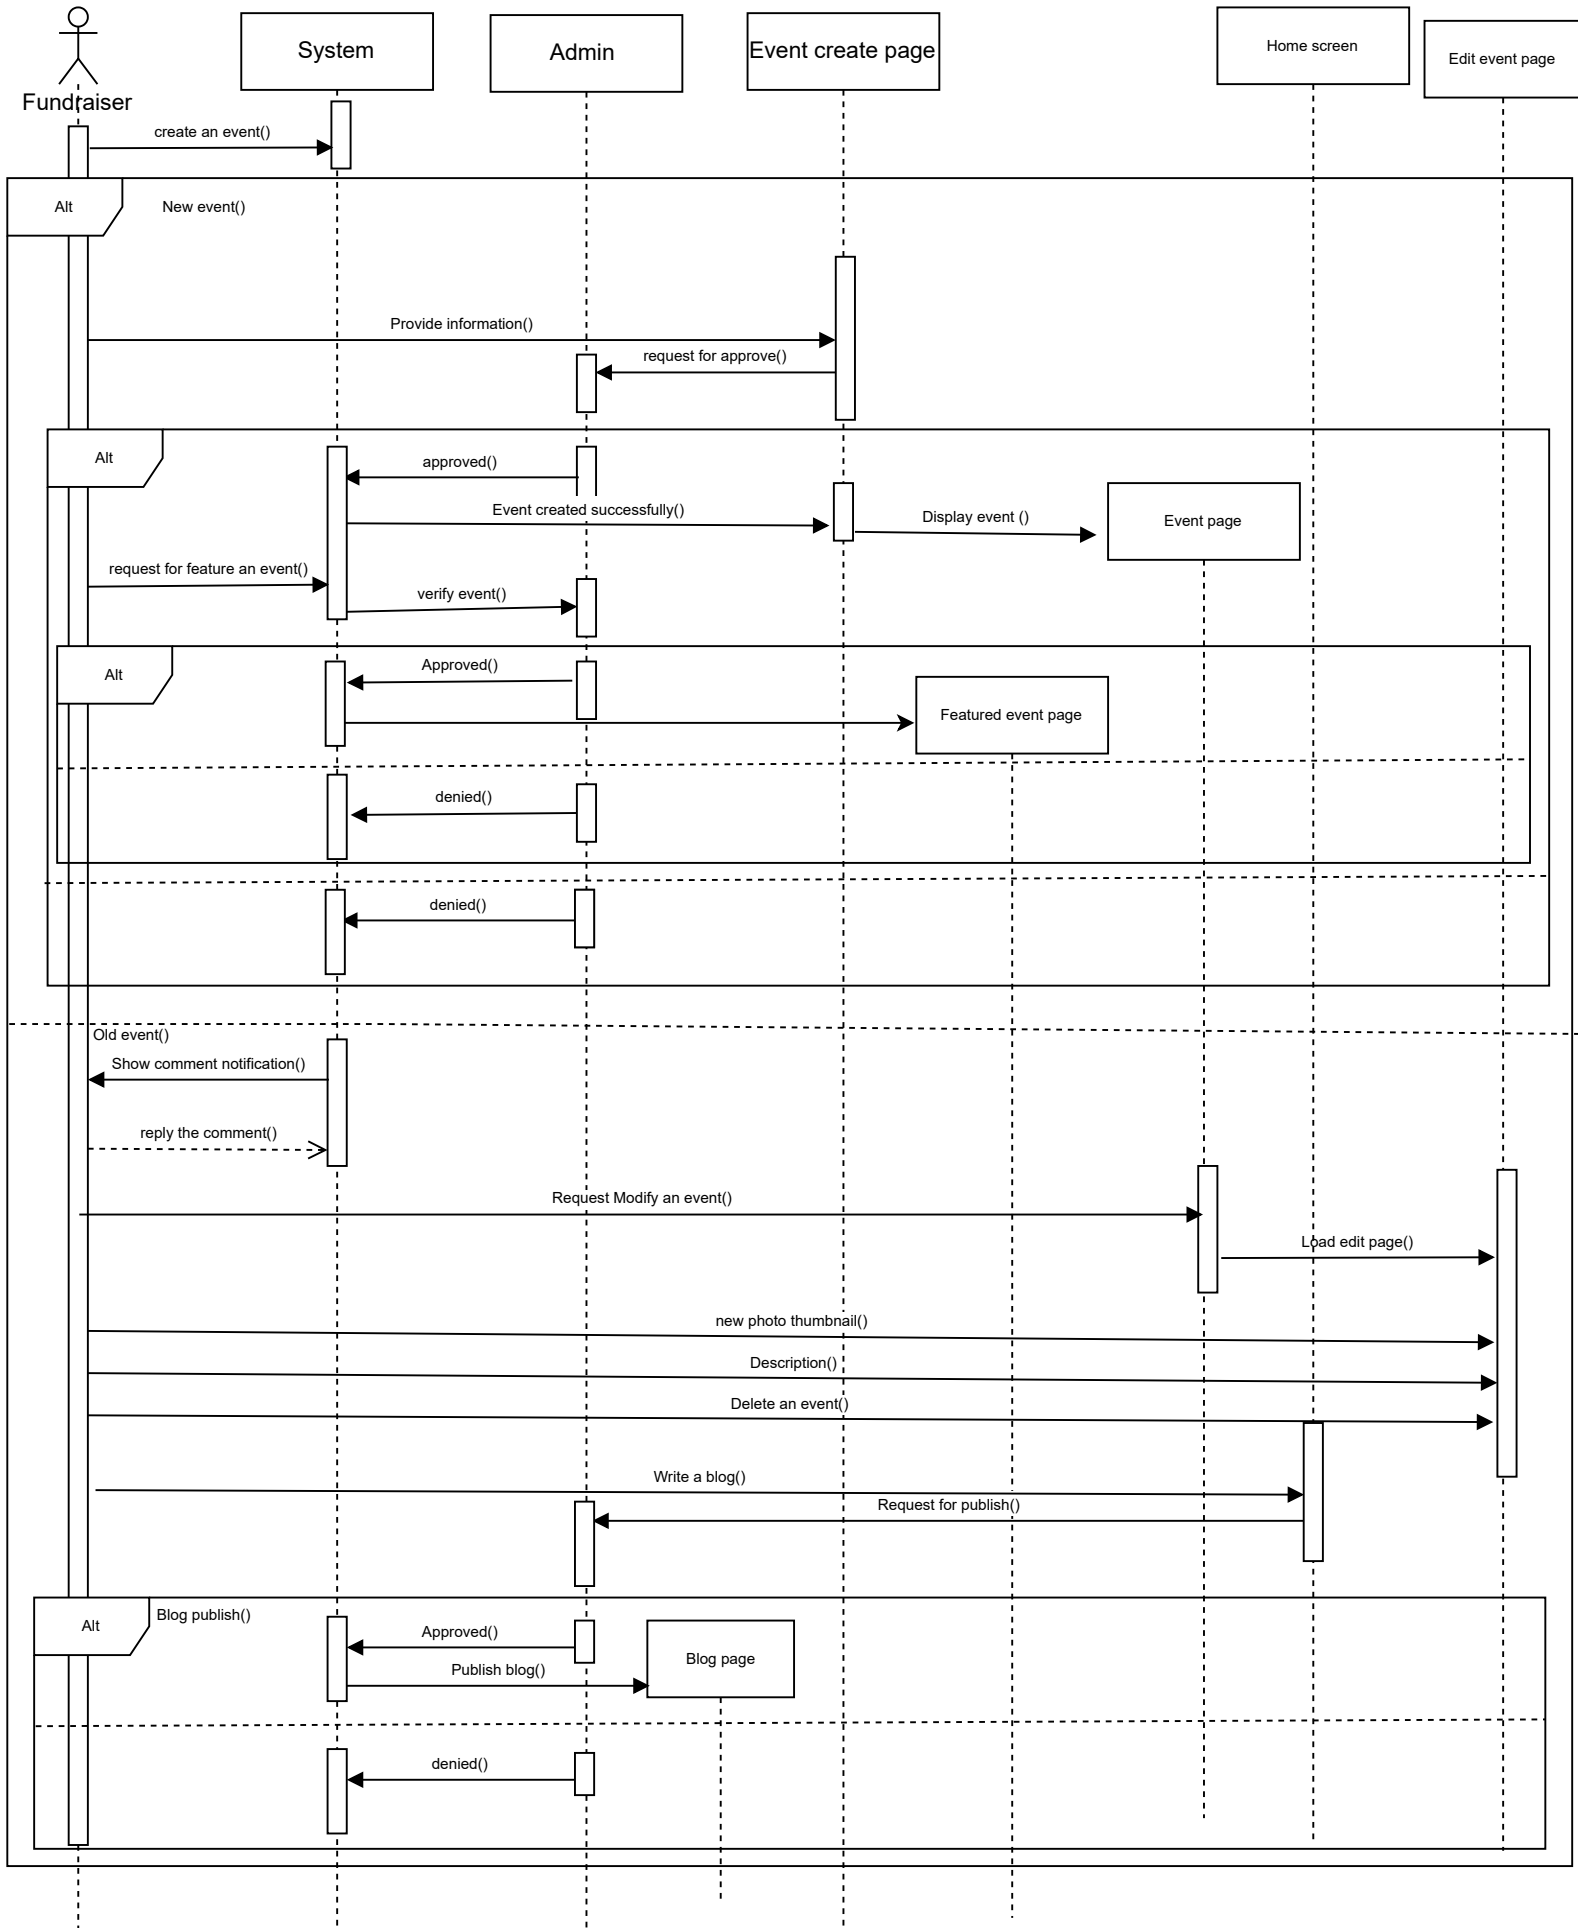 System
Admin
Event create page
Home screen
Edit event page
Fundraiser
create an event()
Alt
New event()
Provide information()
request for approve()
Alt
approved()
Event created successfully()
Display event ()
Event page
request for feature an event()
verify event()
Alt
Approved()
Featured event page
denied()
denied()
Old event()
Show comment notification()
reply the comment()
Request Modify an event()
Load edit page()
new photo thumbnail()
Description()
Delete an event()
Write a blog()
Request for publish()
Alt
Blog publish()
Approved()
Publish blog()
Blog page
denied()